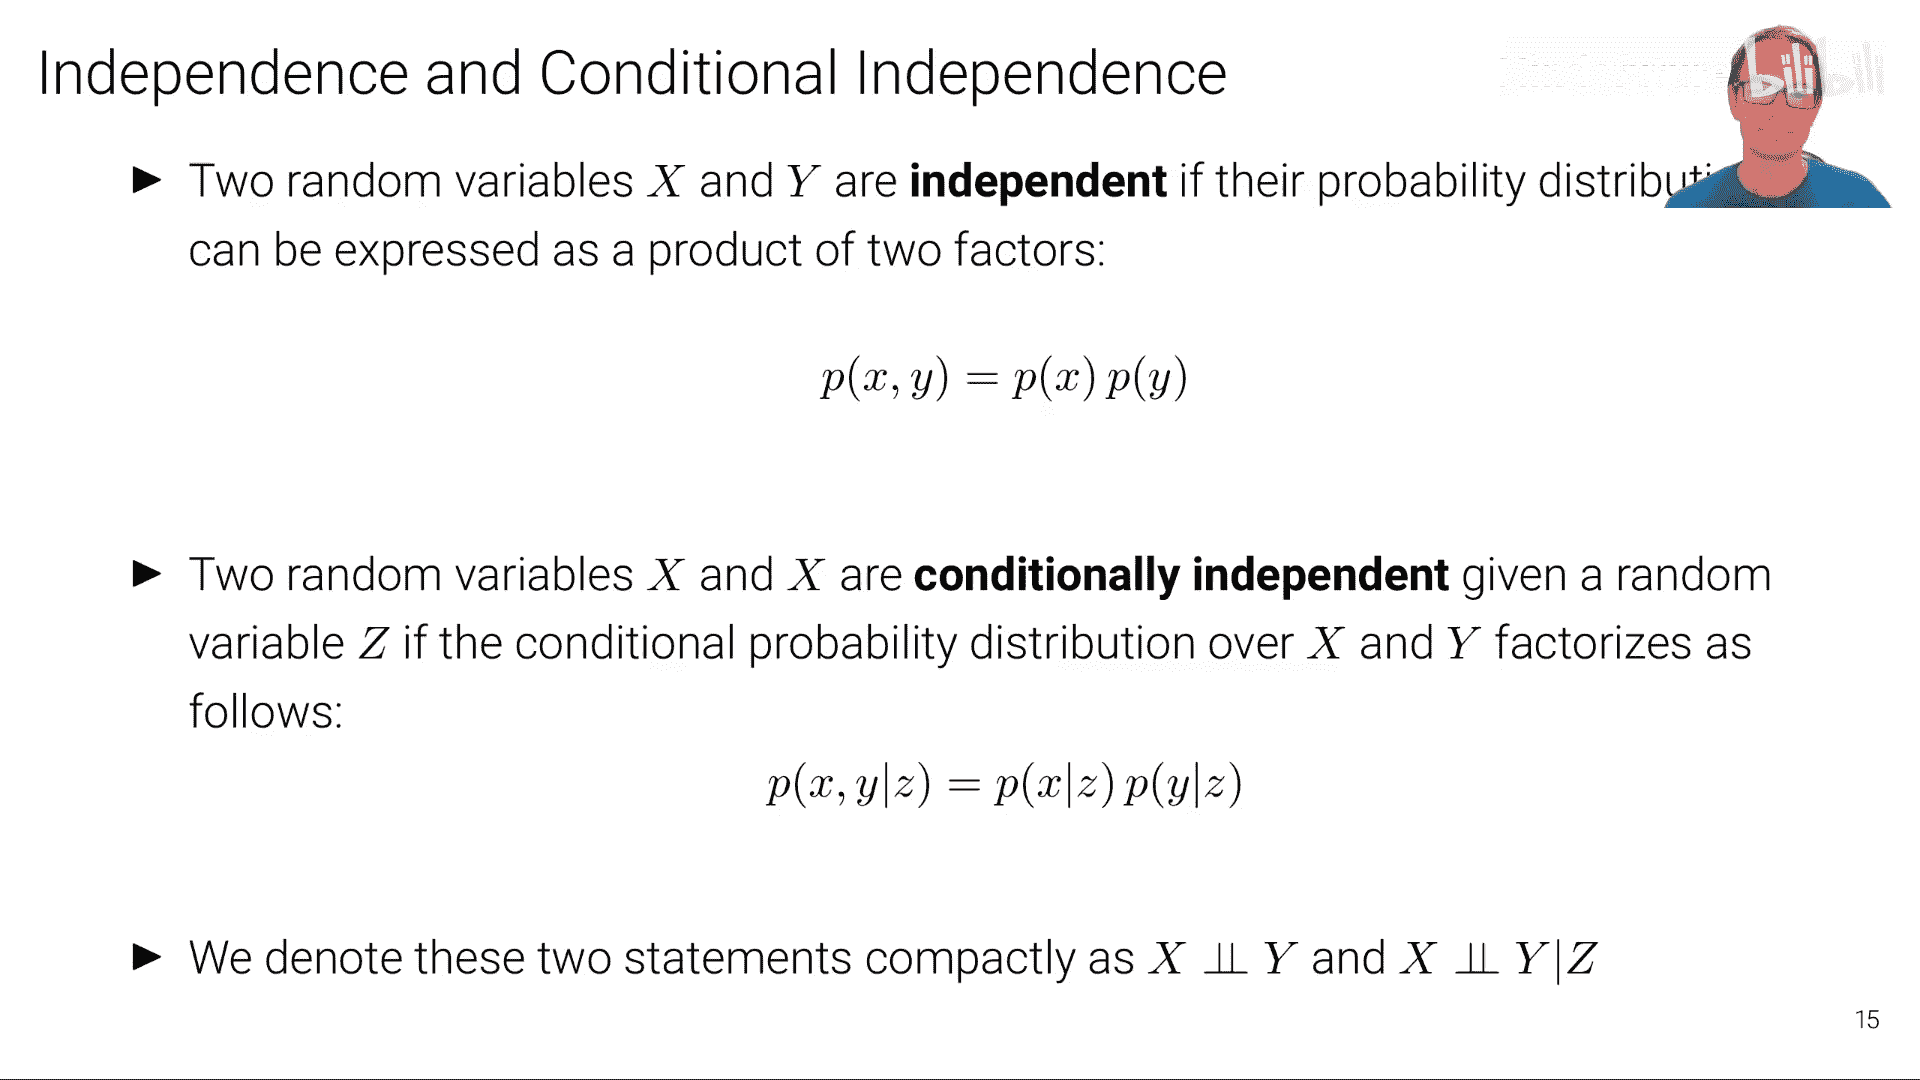 Independence and Conditional Independence
▶ Two random variables X and Y are independent if their probability
can be expressed as a product of two factors:
p(x, y) = p(x) p(y)
▶ Two random variables X and X are conditionally independent given a random
variable Z if the conditional probability distribution over X and Y factorizes as
follows:
p(x, y|z) = p(x|z) p(y|z)
▶ We denote these two statements compactly as X ⫫ Y and X ⫫ Y|Z
15
bilibili